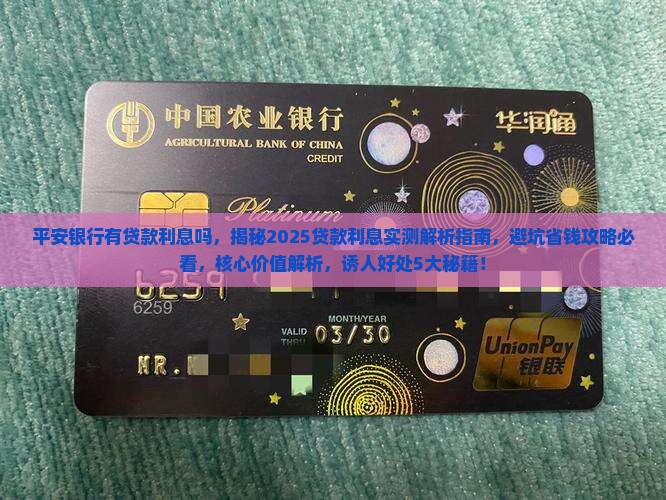 中国农业银行
AGRICULTURAL BANK OF CHINA
CREDIT
华润通
Platinum
平安银行有贷款利息吗，揭秘2025贷款利息实测解析指南，避坑省钱攻略必
看，核心价值解析，诱人好处5大秘籍！
6259
6259
MONTH/YEAR
VALID
THRU
03/30
MR.
UnionPay
银联